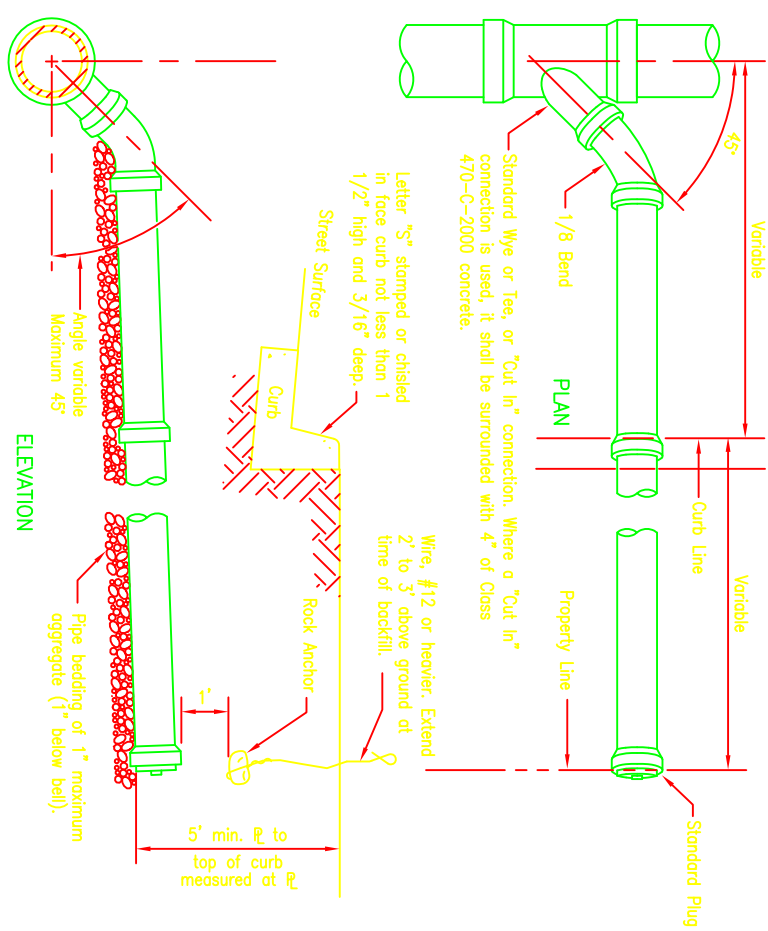 Variable
Variable
45°
1/8 Bend
Curb Line
Property Line
Standard Plug
PLAN
Standard Wye or Tee, or "Cut In" connection. Where a "Cut In"
connection is used, it shall be surrounded with 4" of Class
470-C-2000 concrete.
Letter "S" stamped or chisled
in face curb not less than 1
1/2" high and 3/16" deep.
Street Surface
Curb
Wire, #12 or heavier. Extend
2' to 3' above ground at
time of backfill.
Rock Anchor
1'
5' min. ⅊ to
top of curb
measured at ⅊
Angle variable
Maximum 45°
Pipe bedding of 1" maximum
aggregate (1" below bell).
ELEVATION